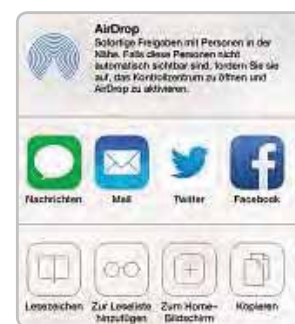 AirDrop
Sofortige Freigaben mit Personen in der
Nähe. Falls diese Personen nicht
automatisch sichtbar sind, fordern Sie sie
auf, das Kontrollzentrum zu öffnen und
AirDrop zu aktivieren.
Nachrichten Mail Twitter Facebook
Lesezeichen Zur Leseliste Zum Home- Kopieren
hinzufügen Bildschirm